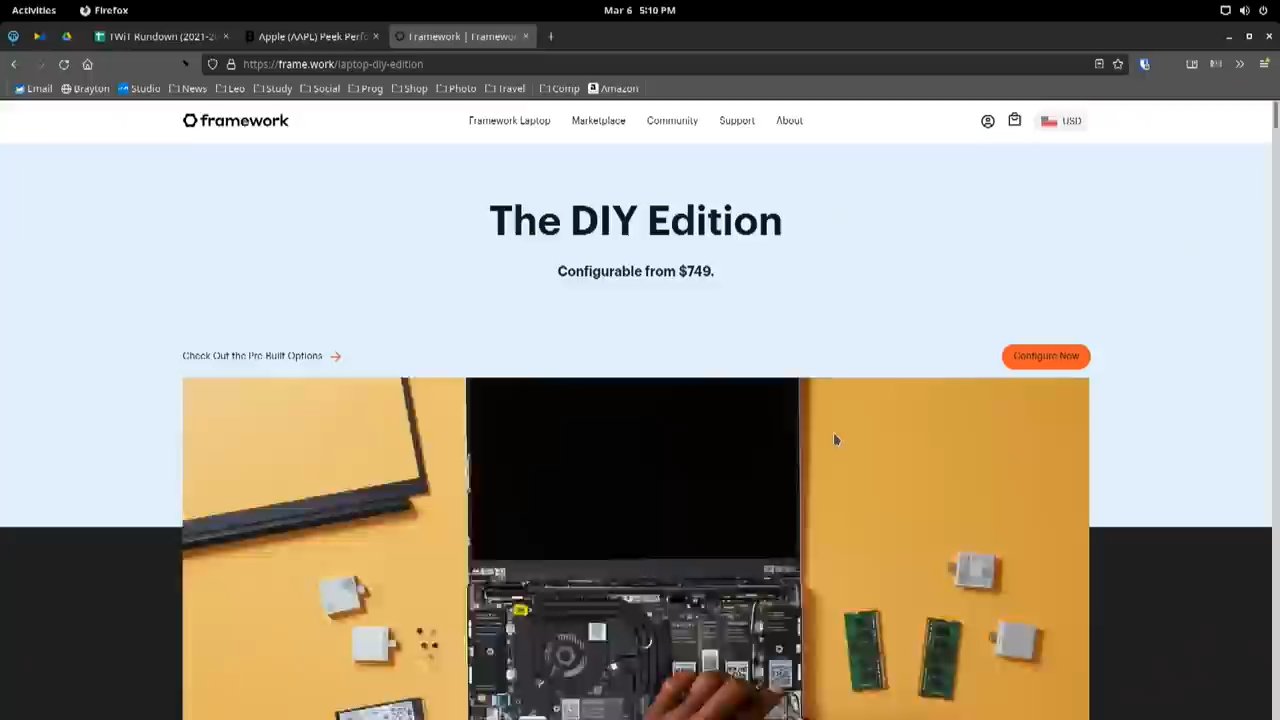 Activities Firefox Mar 6 5:10 PM
TWiT Rundown (2021-2 Apple (AAPL) Peek Perf Framework | Framewo
https://frame.work/laptop-diy-edition
Email Brayton Studio News Leo Study Social Prog Shop Photo Travel Comp Amazon
framework Framework Laptop Marketplace Community Support About USD
The DIY Edition
Configurable from $749.
Check Out the Pre-Built Options → Configure Now